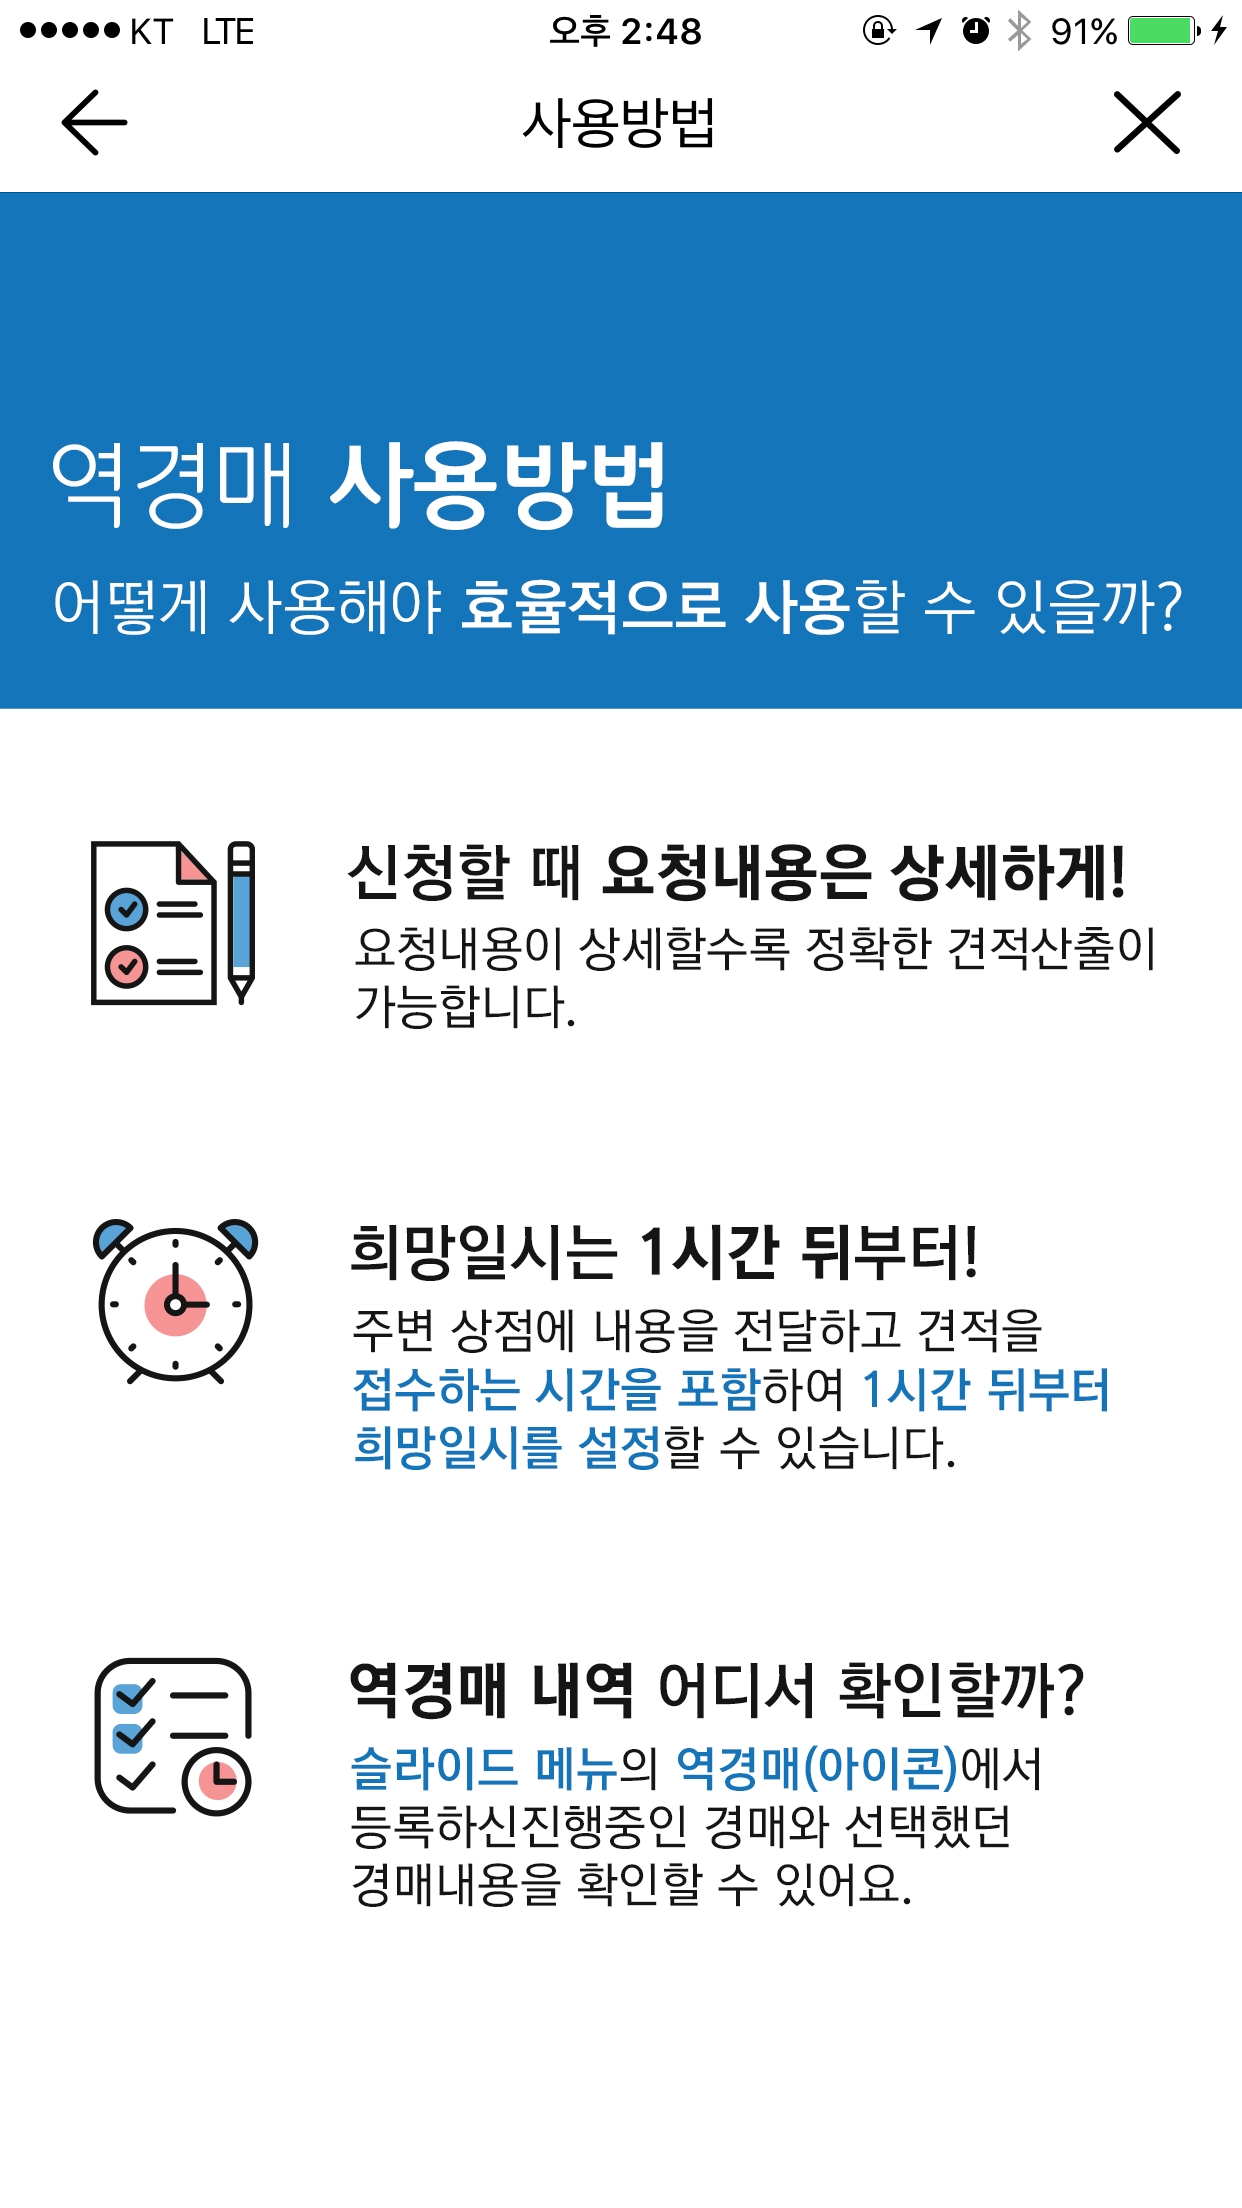 KT LTE 오후 2:48 91%
사용방법
역경매 사용방법
어떻게 사용해야 효율적으로 사용할 수 있을까?
신청할 때 요청내용은 상세하게!
요청내용이 상세할수록 정확한 견적산출이
가능합니다.
희망일시는 1시간 뒤부터!
주변 상점에 내용을 전달하고 견적을
접수하는 시간을 포함하여 1시간 뒤부터
희망일시를 설정할 수 있습니다.
역경매 내역 어디서 확인할까?
슬라이드 메뉴의 역경매(아이콘)에서
등록하신진행중인 경매와 선택했던
경매내용을 확인할 수 있어요.